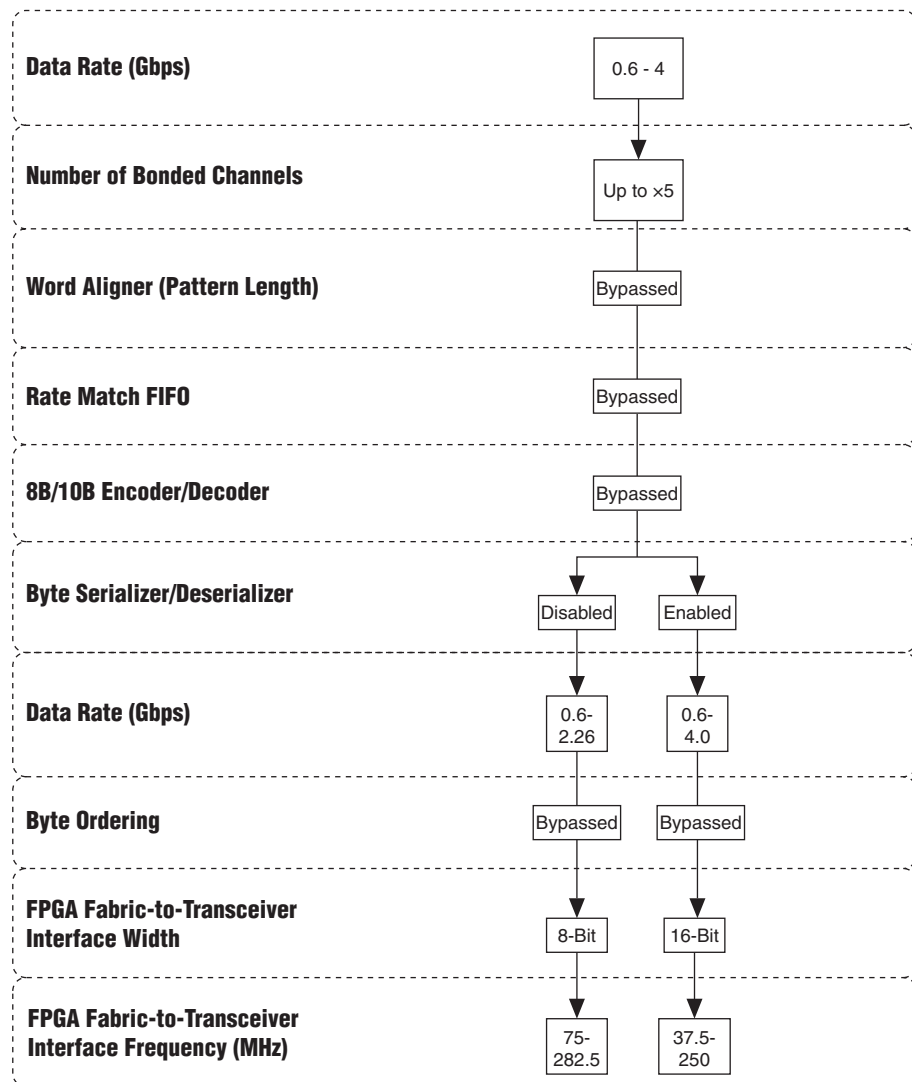 Data Rate (Gbps)
0.6 - 4
Number of Bonded Channels
Up to ×5
Word Aligner (Pattern Length)
Bypassed
Rate Match FIFO
Bypassed
8B/10B Encoder/Decoder
Bypassed
Byte Serializer/Deserializer
Disabled
Enabled
Data Rate (Gbps)
0.6-
2.26
0.6-
4.0
Byte Ordering
Bypassed
Bypassed
FPGA Fabric-to-Transceiver
Interface Width
8-Bit
16-Bit
FPGA Fabric-to-Transceiver
Interface Frequency (MHz)
75-
282.5
37.5-
250